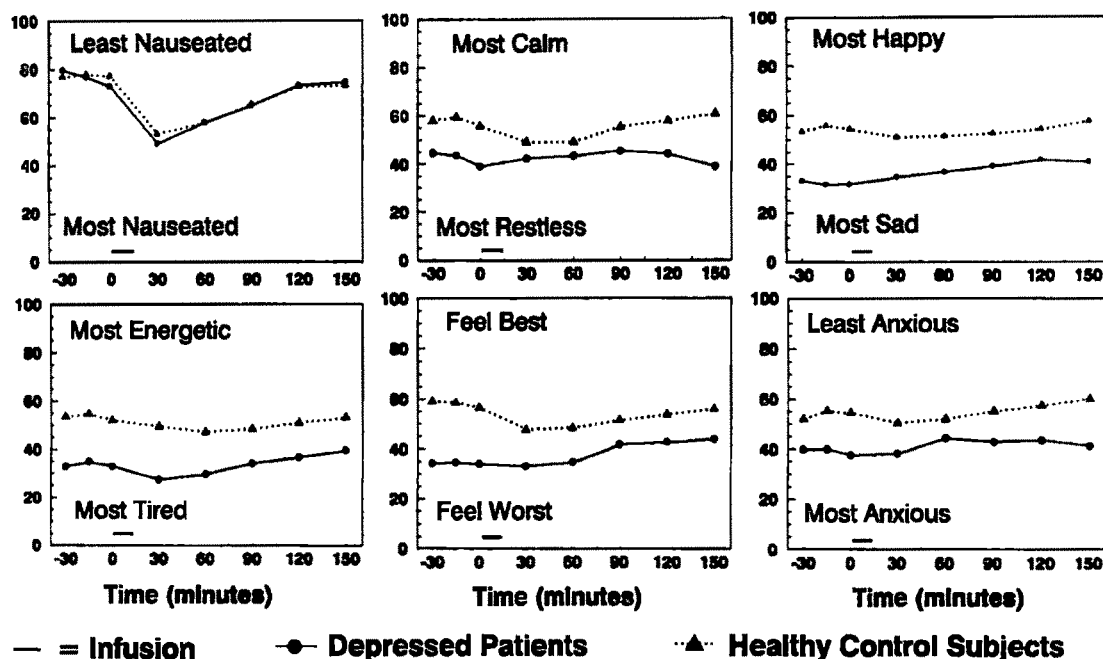 100
80
60
40
20
0
Least Nauseated
Most Nauseated
-30 0 30 60 90 120 150
100
80
60
40
20
0
Most Calm
Most Restless
-30 0 30 60 90 120 150
100
80
60
40
20
0
Most Happy
Most Sad
-30 0 30 60 90 120 150
100
80
60
40
20
0
Most Energetic
Most Tired
-30 0 30 60 90 120 150
Time (minutes)
100
80
60
40
20
0
Feel Best
Feel Worst
-30 0 30 60 90 120 150
Time (minutes)
100
80
60
40
20
0
Least Anxious
Most Anxious
-30 0 30 60 90 120 150
Time (minutes)
= Infusion Depressed Patients Healthy Control Subjects